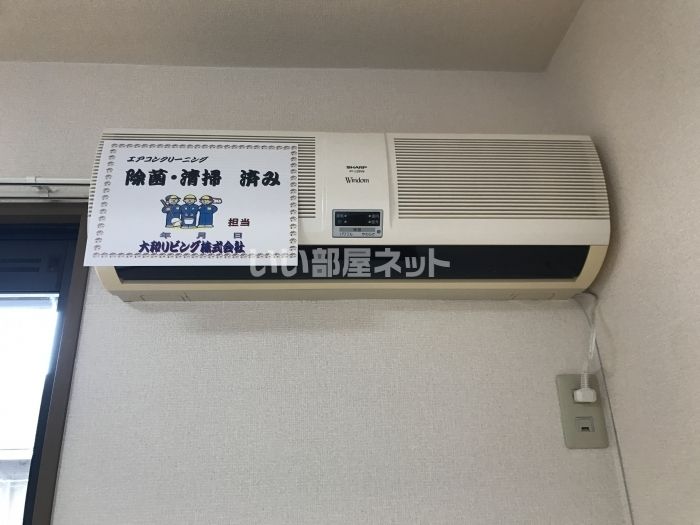 エアコンクリーニング
除菌・清掃 済み
担当
年 月 日
大和リビング株式会社
SHARP
Windom
いい部屋ネット